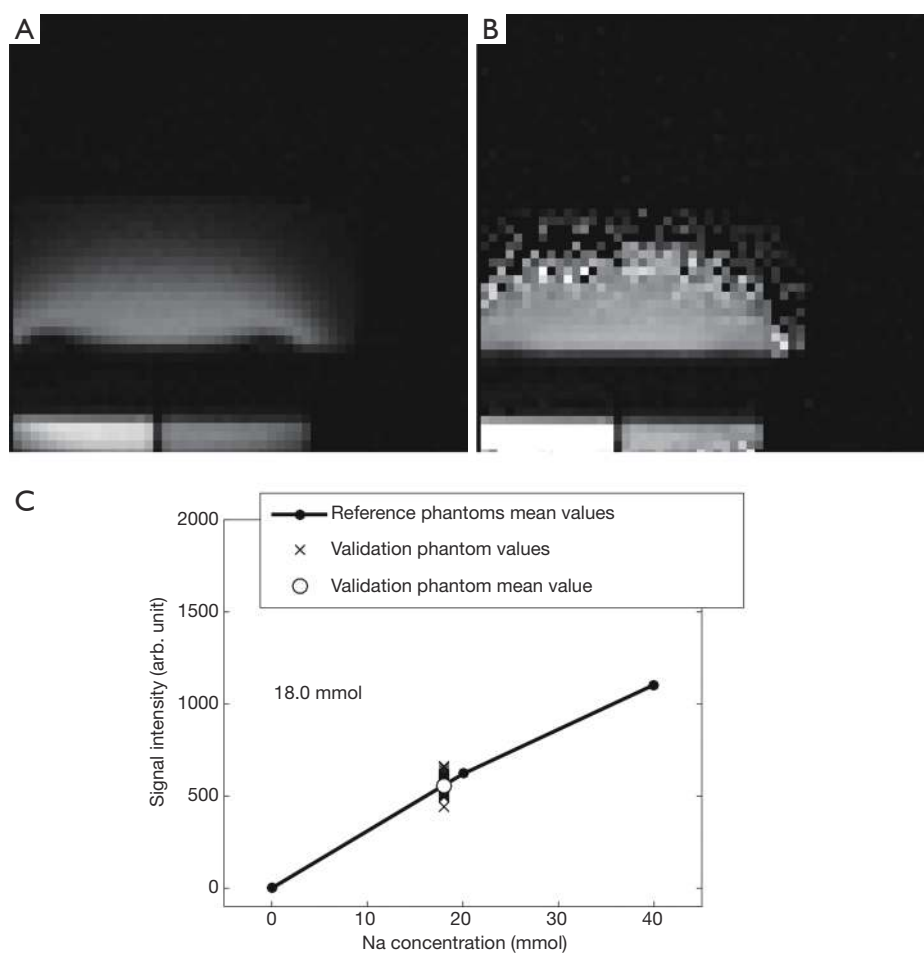 A
B
C
Reference phantoms mean values
Validation phantom values
Validation phantom mean value
2000
1500
1000
500
0
18.0 mmol
Signal intensity (arb. unit)
0 10 20 30 40
Na concentration (mmol)